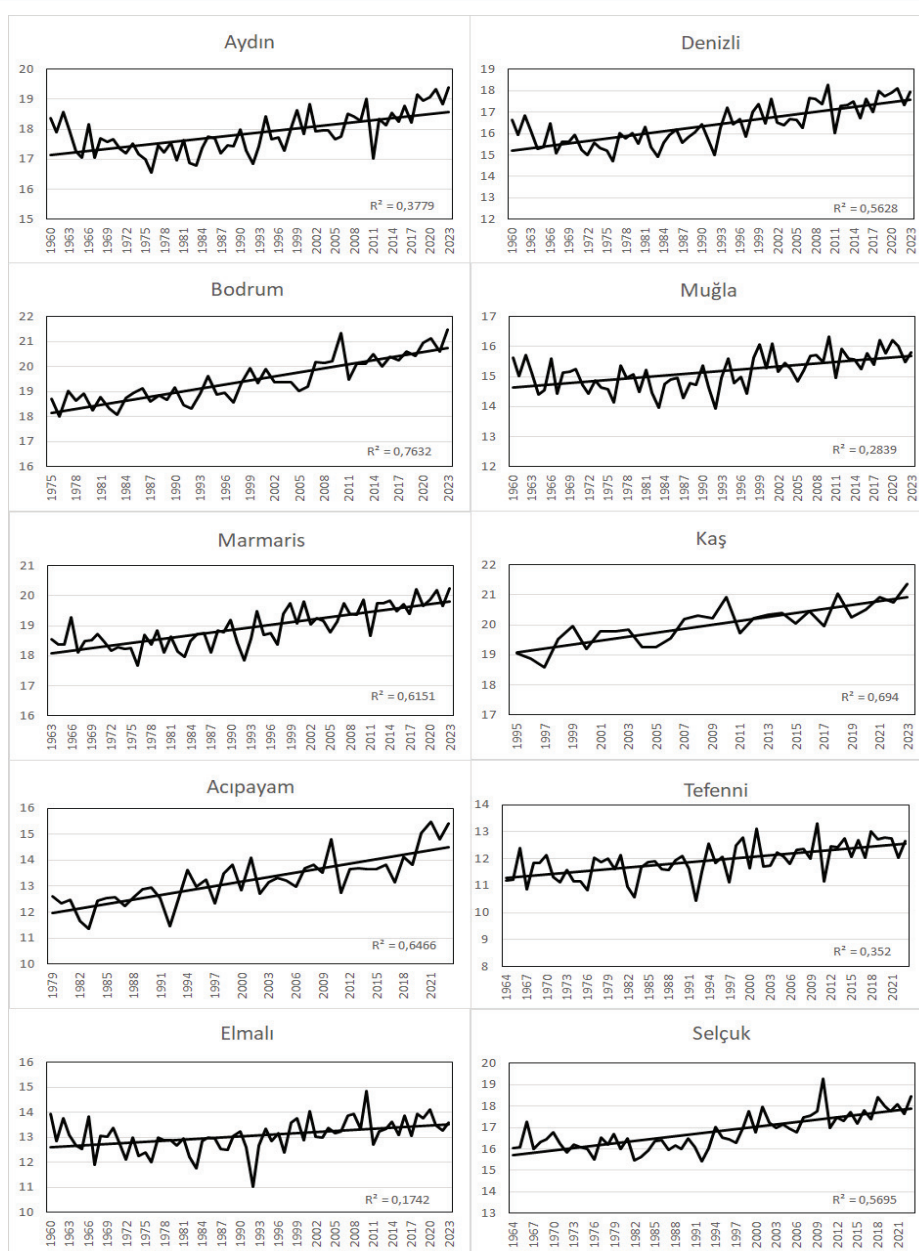 Aydın
20
19
18
17
16
15
R² = 0,3779
1960 1963 1966 1969 1972 1975 1978 1981 1984 1987 1990 1993 1996 1999 2002 2005 2008 2011 2014 2017 2020 2023
Denizli
19
18
17
16
15
14
13
12
R² = 0,5628
1960 1963 1966 1969 1972 1975 1978 1981 1984 1987 1990 1993 1996 1999 2002 2005 2008 2011 2014 2017 2020 2023
Bodrum
22
21
20
19
18
17
16
R² = 0,7632
1975 1978 1981 1984 1987 1990 1993 1996 1999 2002 2005 2008 2011 2014 2017 2020 2023
Muğla
17
16
15
14
13
12
R² = 0,2839
1960 1963 1966 1969 1972 1975 1978 1981 1984 1987 1990 1993 1996 1999 2002 2005 2008 2011 2014 2017 2020 2023
Marmaris
21
20
19
18
17
16
R² = 0,6151
1963 1966 1969 1972 1975 1978 1981 1984 1987 1990 1993 1996 1999 2002 2005 2008 2011 2014 2017 2020 2023
Kaş
22
21
20
19
18
17
R² = 0,694
1995 1997 1999 2001 2003 2005 2007 2009 2011 2013 2015 2017 2019 2021 2023
Acıpayam
16
15
14
13
12
11
10
R² = 0,6466
1979 1982 1985 1988 1991 1994 1997 2000 2003 2006 2009 2012 2015 2018 2021
Tefenni
14
13
12
11
10
9
8
R² = 0,352
1964 1967 1970 1973 1976 1979 1982 1985 1988 1991 1994 1997 2000 2003 2006 2009 2012 2015 2018 2021
Elmalı
16
15
14
13
12
11
10
R² = 0,1742
1960 1963 1966 1969 1972 1975 1978 1981 1984 1987 1990 1993 1996 1999 2002 2005 2008 2011 2014 2017 2020 2023
Selçuk
20
19
18
17
16
15
14
13
R² = 0,5695
1964 1967 1970 1973 1976 1979 1982 1985 1988 1991 1994 1997 2000 2003 2006 2009 2012 2015 2018 2021